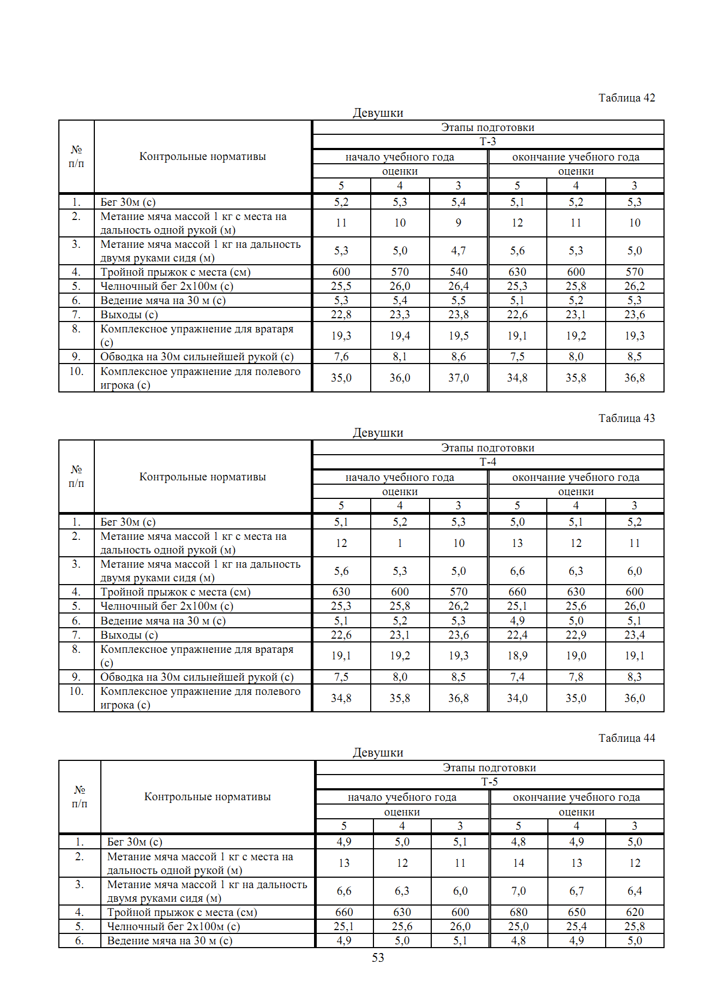 Таблица 42
Девушки
№ п/п Контрольные нормативы Этапы подготовки
Т-3
начало учебного года окончание учебного года
оценки оценки
5 4 3 5 4 3
1. Бег 30м (с) 5,2 5,3 5,4 5,1 5,2 5,3
2. Метание мяча массой 1 кг с места на
дальность одной рукой (м) 11 10 9 12 11 10
3. Метание мяча массой 1 кг на дальность
двумя руками сидя (м) 5,3 5,0 4,7 5,6 5,3 5,0
4. Тройной прыжок с места (см) 600 570 540 630 600 570
5. Челночный бег 2х100м (с) 25,5 26,0 26,4 25,3 25,8 26,2
6. Ведение мяча на 30 м (с) 5,3 5,4 5,5 5,1 5,2 5,3
7. Выходы (с) 22,8 23,3 23,8 22,6 23,1 23,6
8. Комплексное упражнение для вратаря
(с) 19,3 19,4 19,5 19,1 19,2 19,3
9. Обводка на 30м сильнейшей рукой (с) 7,6 8,1 8,6 7,5 8,0 8,5
10. Комплексное упражнение для полевого
игрока (с) 35,0 36,0 37,0 34,8 35,8 36,8
Таблица 43
Девушки
№ п/п Контрольные нормативы Этапы подготовки
Т-4
начало учебного года окончание учебного года
оценки оценки
5 4 3 5 4 3
1. Бег 30м (с) 5,1 5,2 5,3 5,0 5,1 5,2
2. Метание мяча массой 1 кг с места на
дальность одной рукой (м) 12 1 10 13 12 11
3. Метание мяча массой 1 кг на дальность
двумя руками сидя (м) 5,6 5,3 5,0 6,6 6,3 6,0
4. Тройной прыжок с места (см) 630 600 570 660 630 600
5. Челночный бег 2х100м (с) 25,3 25,8 26,2 25,1 25,6 26,0
6. Ведение мяча на 30 м (с) 5,1 5,2 5,3 4,9 5,0 5,1
7. Выходы (с) 22,6 23,1 23,6 22,4 22,9 23,4
8. Комплексное упражнение для вратаря
(с) 19,1 19,2 19,3 18,9 19,0 19,1
9. Обводка на 30м сильнейшей рукой (с) 7,5 8,0 8,5 7,4 7,8 8,3
10. Комплексное упражнение для полевого
игрока (с) 34,8 35,8 36,8 34,0 35,0 36,0
Таблица 44
Девушки
№ п/п Контрольные нормативы Этапы подготовки
Т-5
начало учебного года окончание учебного года
оценки оценки
5 4 3 5 4 3
1. Бег 30м (с) 4,9 5,0 5,1 4,8 4,9 5,0
2. Метание мяча массой 1 кг с места на
дальность одной рукой (м) 13 12 11 14 13 12
3. Метание мяча массой 1 кг на дальность
двумя руками сидя (м) 6,6 6,3 6,0 7,0 6,7 6,4
4. Тройной прыжок с места (см) 660 630 600 680 650 620
5. Челночный бег 2х100м (с) 25,1 25,6 26,0 25,0 25,4 25,8
6. Ведение мяча на 30 м (с) 4,9 5,0 5,1 4,8 4,9 5,0
53